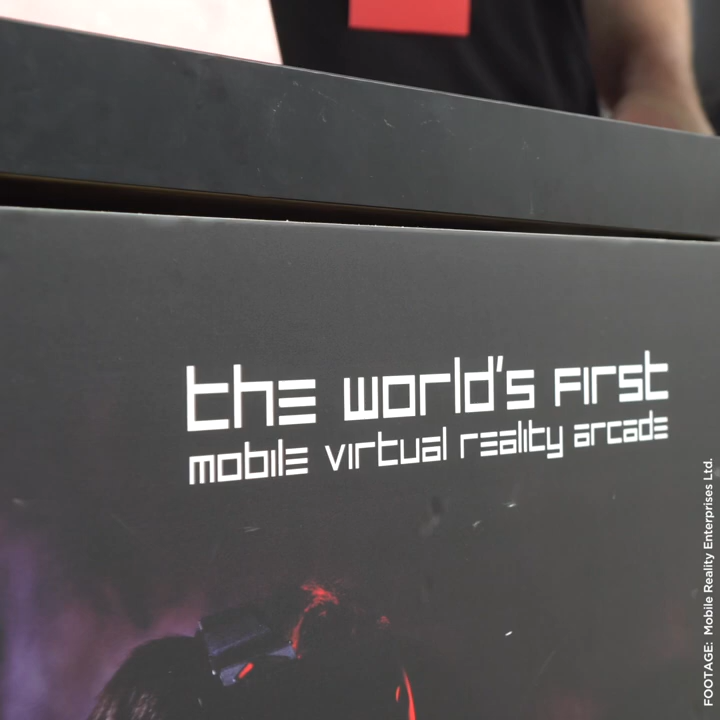 the world's first
mobile virtual reality arcade
FOOTAGE: Mobile Reality Enterprises Ltd.